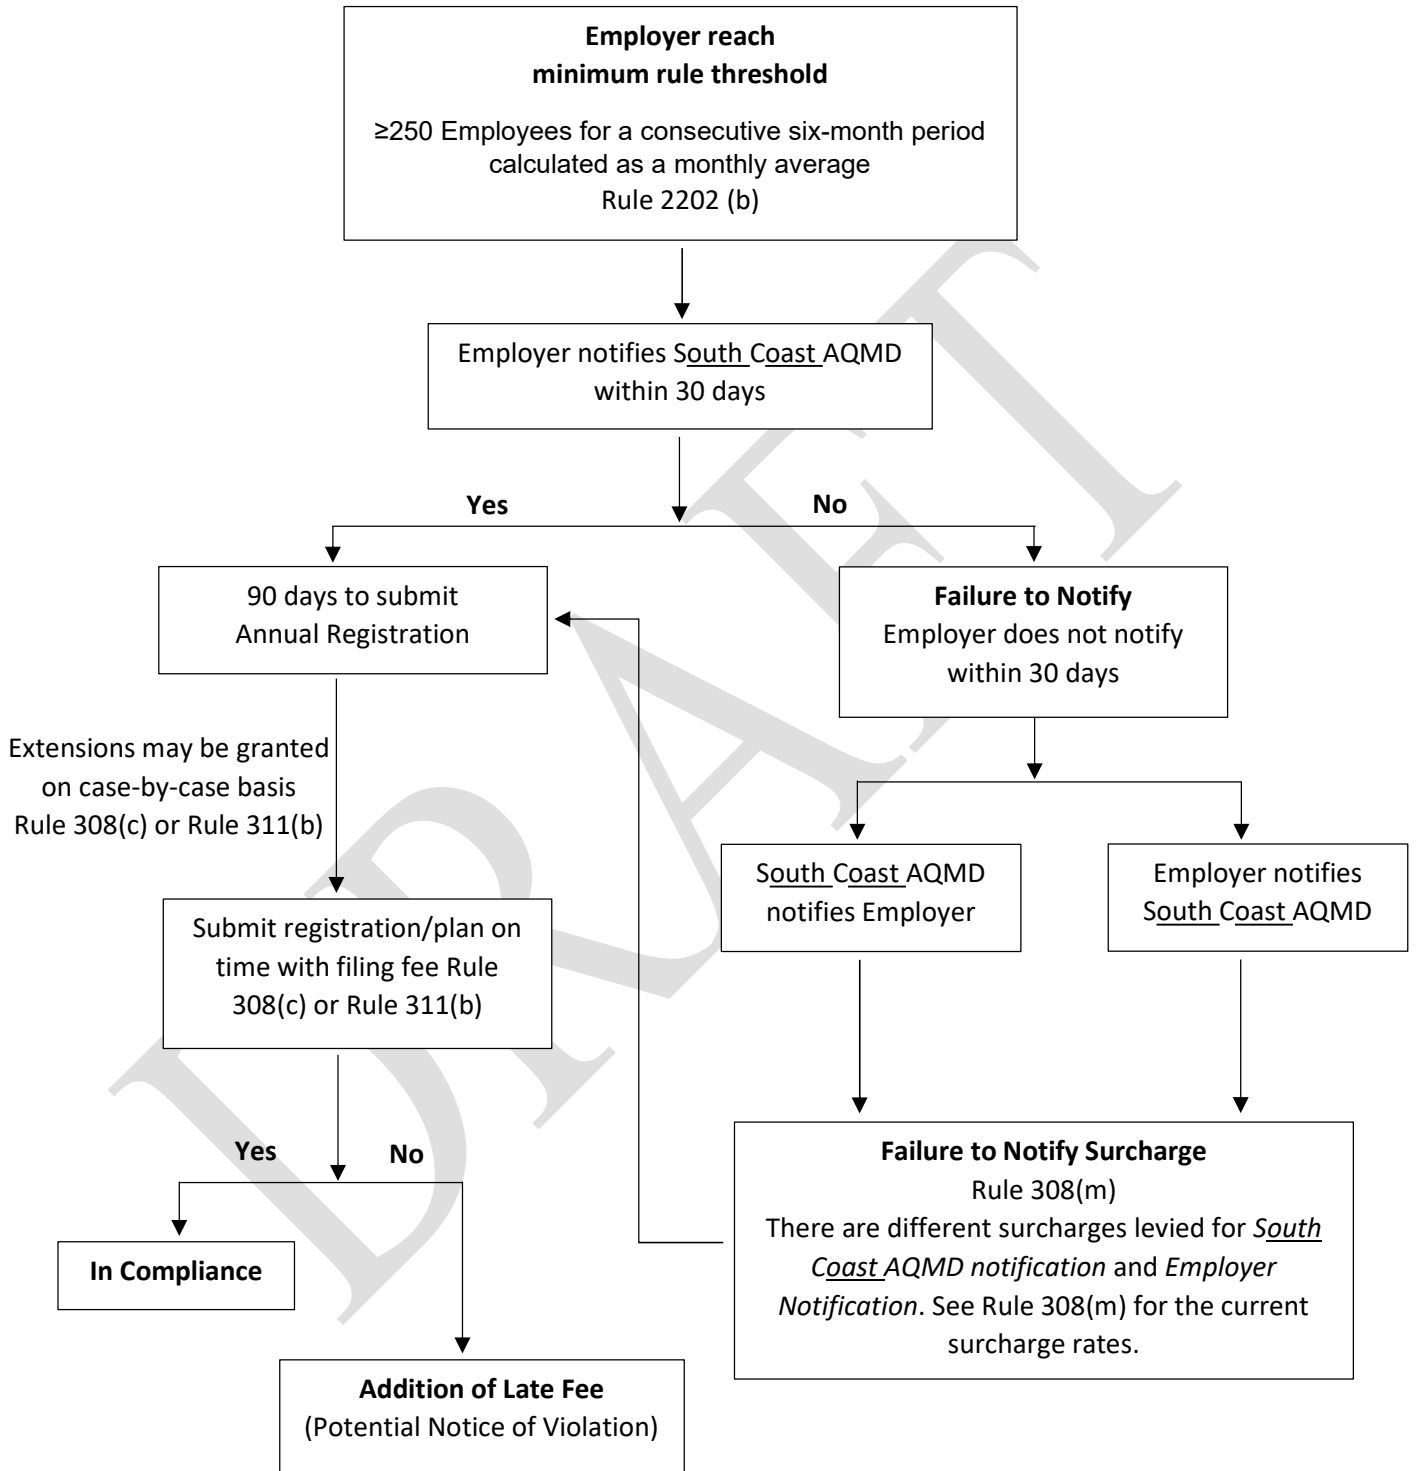 Employer reach
minimum rule threshold
≥250 Employees for a consecutive six-month period
calculated as a monthly average
Rule 2202 (b)
Employer notifies South Coast AQMD
within 30 days
Yes
No
90 days to submit
Annual Registration
Failure to Notify
Employer does not notify
within 30 days
Extensions may be granted
on case-by-case basis
Rule 308(c) or Rule 311(b)
South Coast AQMD
notifies Employer
Employer notifies
South Coast AQMD
Submit registration/plan on
time with filing fee Rule
308(c) or Rule 311(b)
Yes
No
Failure to Notify Surcharge
Rule 308(m)
There are different surcharges levied for South
Coast AQMD notification and Employer
Notification. See Rule 308(m) for the current
surcharge rates.
In Compliance
Addition of Late Fee
(Potential Notice of Violation)
DRAFT